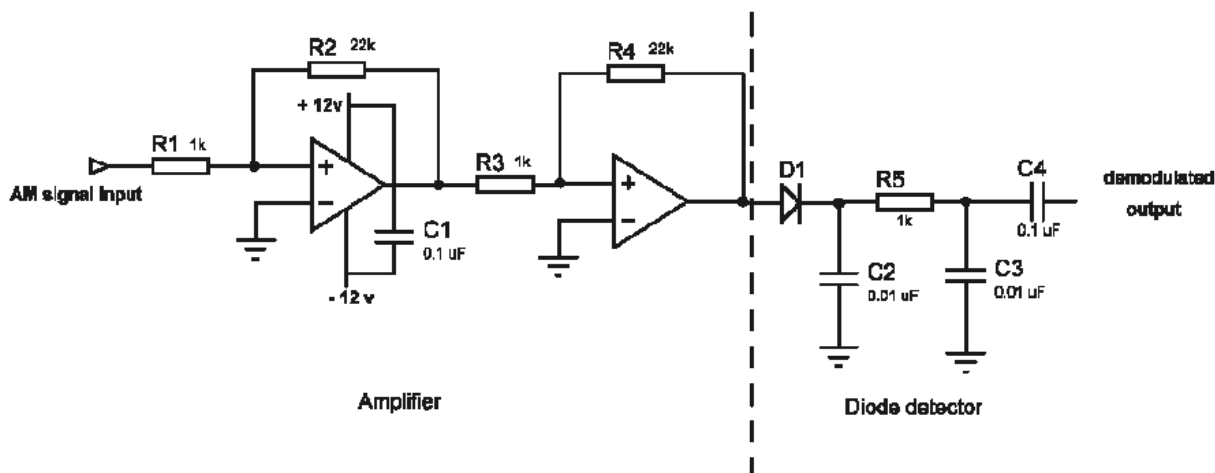 R2 22k
R4 22k
+ 12v
R1 1k
+
−
R3 1k
+
−
D1
R5
1k
C4
0.1 uF
AM signal input
demodulated
output
C1
0.1 uF
C2
0.01 uF
C3
0.01 uF
- 12 v
Amplifier
Diode detector